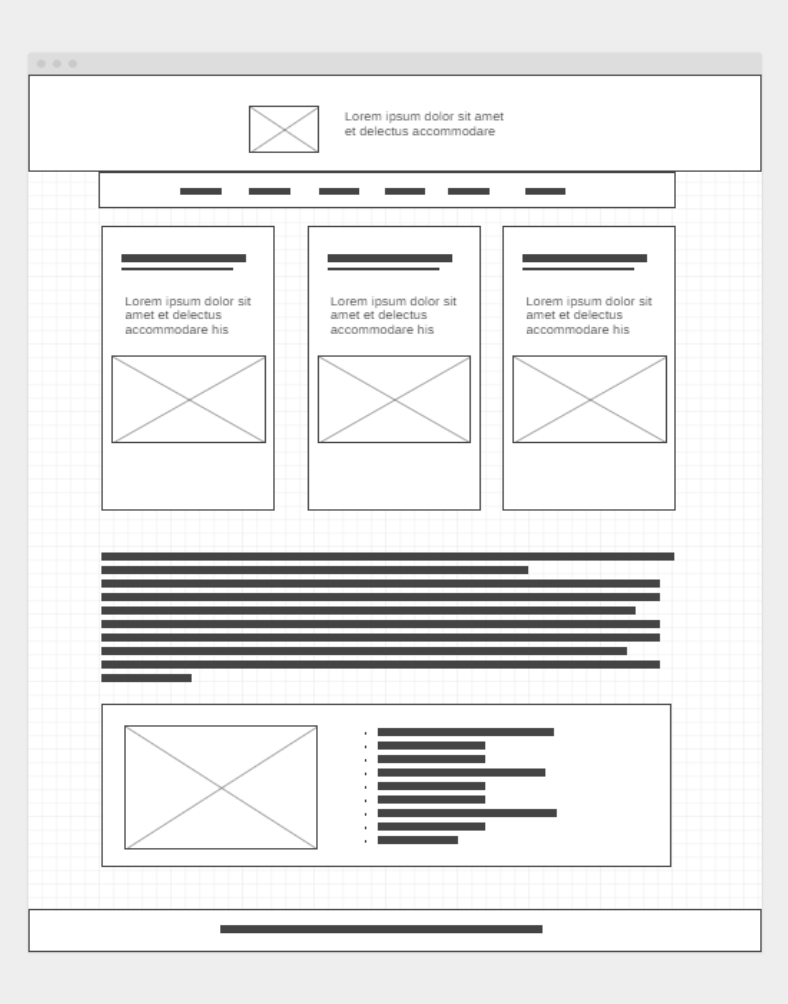 Lorem ipsum dolor sit amet
et delectus accommodare
Lorem ipsum dolor sit
amet et delectus
accommodare his
Lorem ipsum dolor sit
amet et delectus
accommodare his
Lorem ipsum dolor sit
amet et delectus
accommodare his